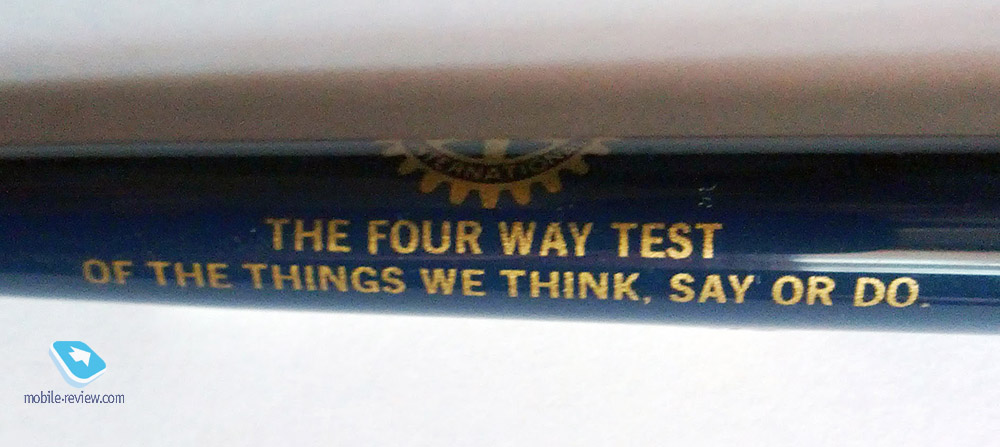 THE FOUR WAY TEST
OF THE THINGS WE THINK, SAY OR DO.
mobile-review.com